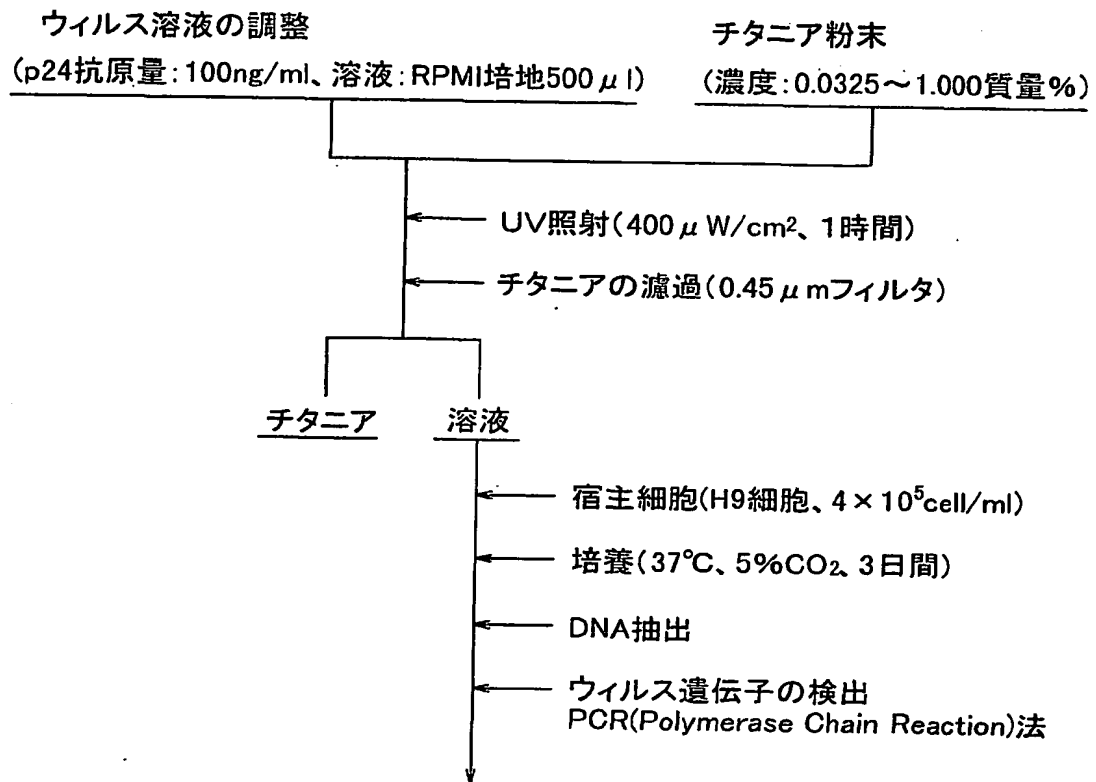 ウィルス溶液の調整
(p24抗原量:100ng/ml、溶液:RPMI培地500μl)
チタニア粉末
(濃度:0.0325〜1.000質量%)
UV照射(400μW/cm²、1時間)
チタニアの濾過(0.45μmフィルタ)
チタニア
溶液
宿主細胞(H9細胞、4×10⁵cell/ml)
培養(37℃、5%CO₂、3日間)
DNA抽出
ウィルス遺伝子の検出
PCR(Polymerase Chain Reaction)法